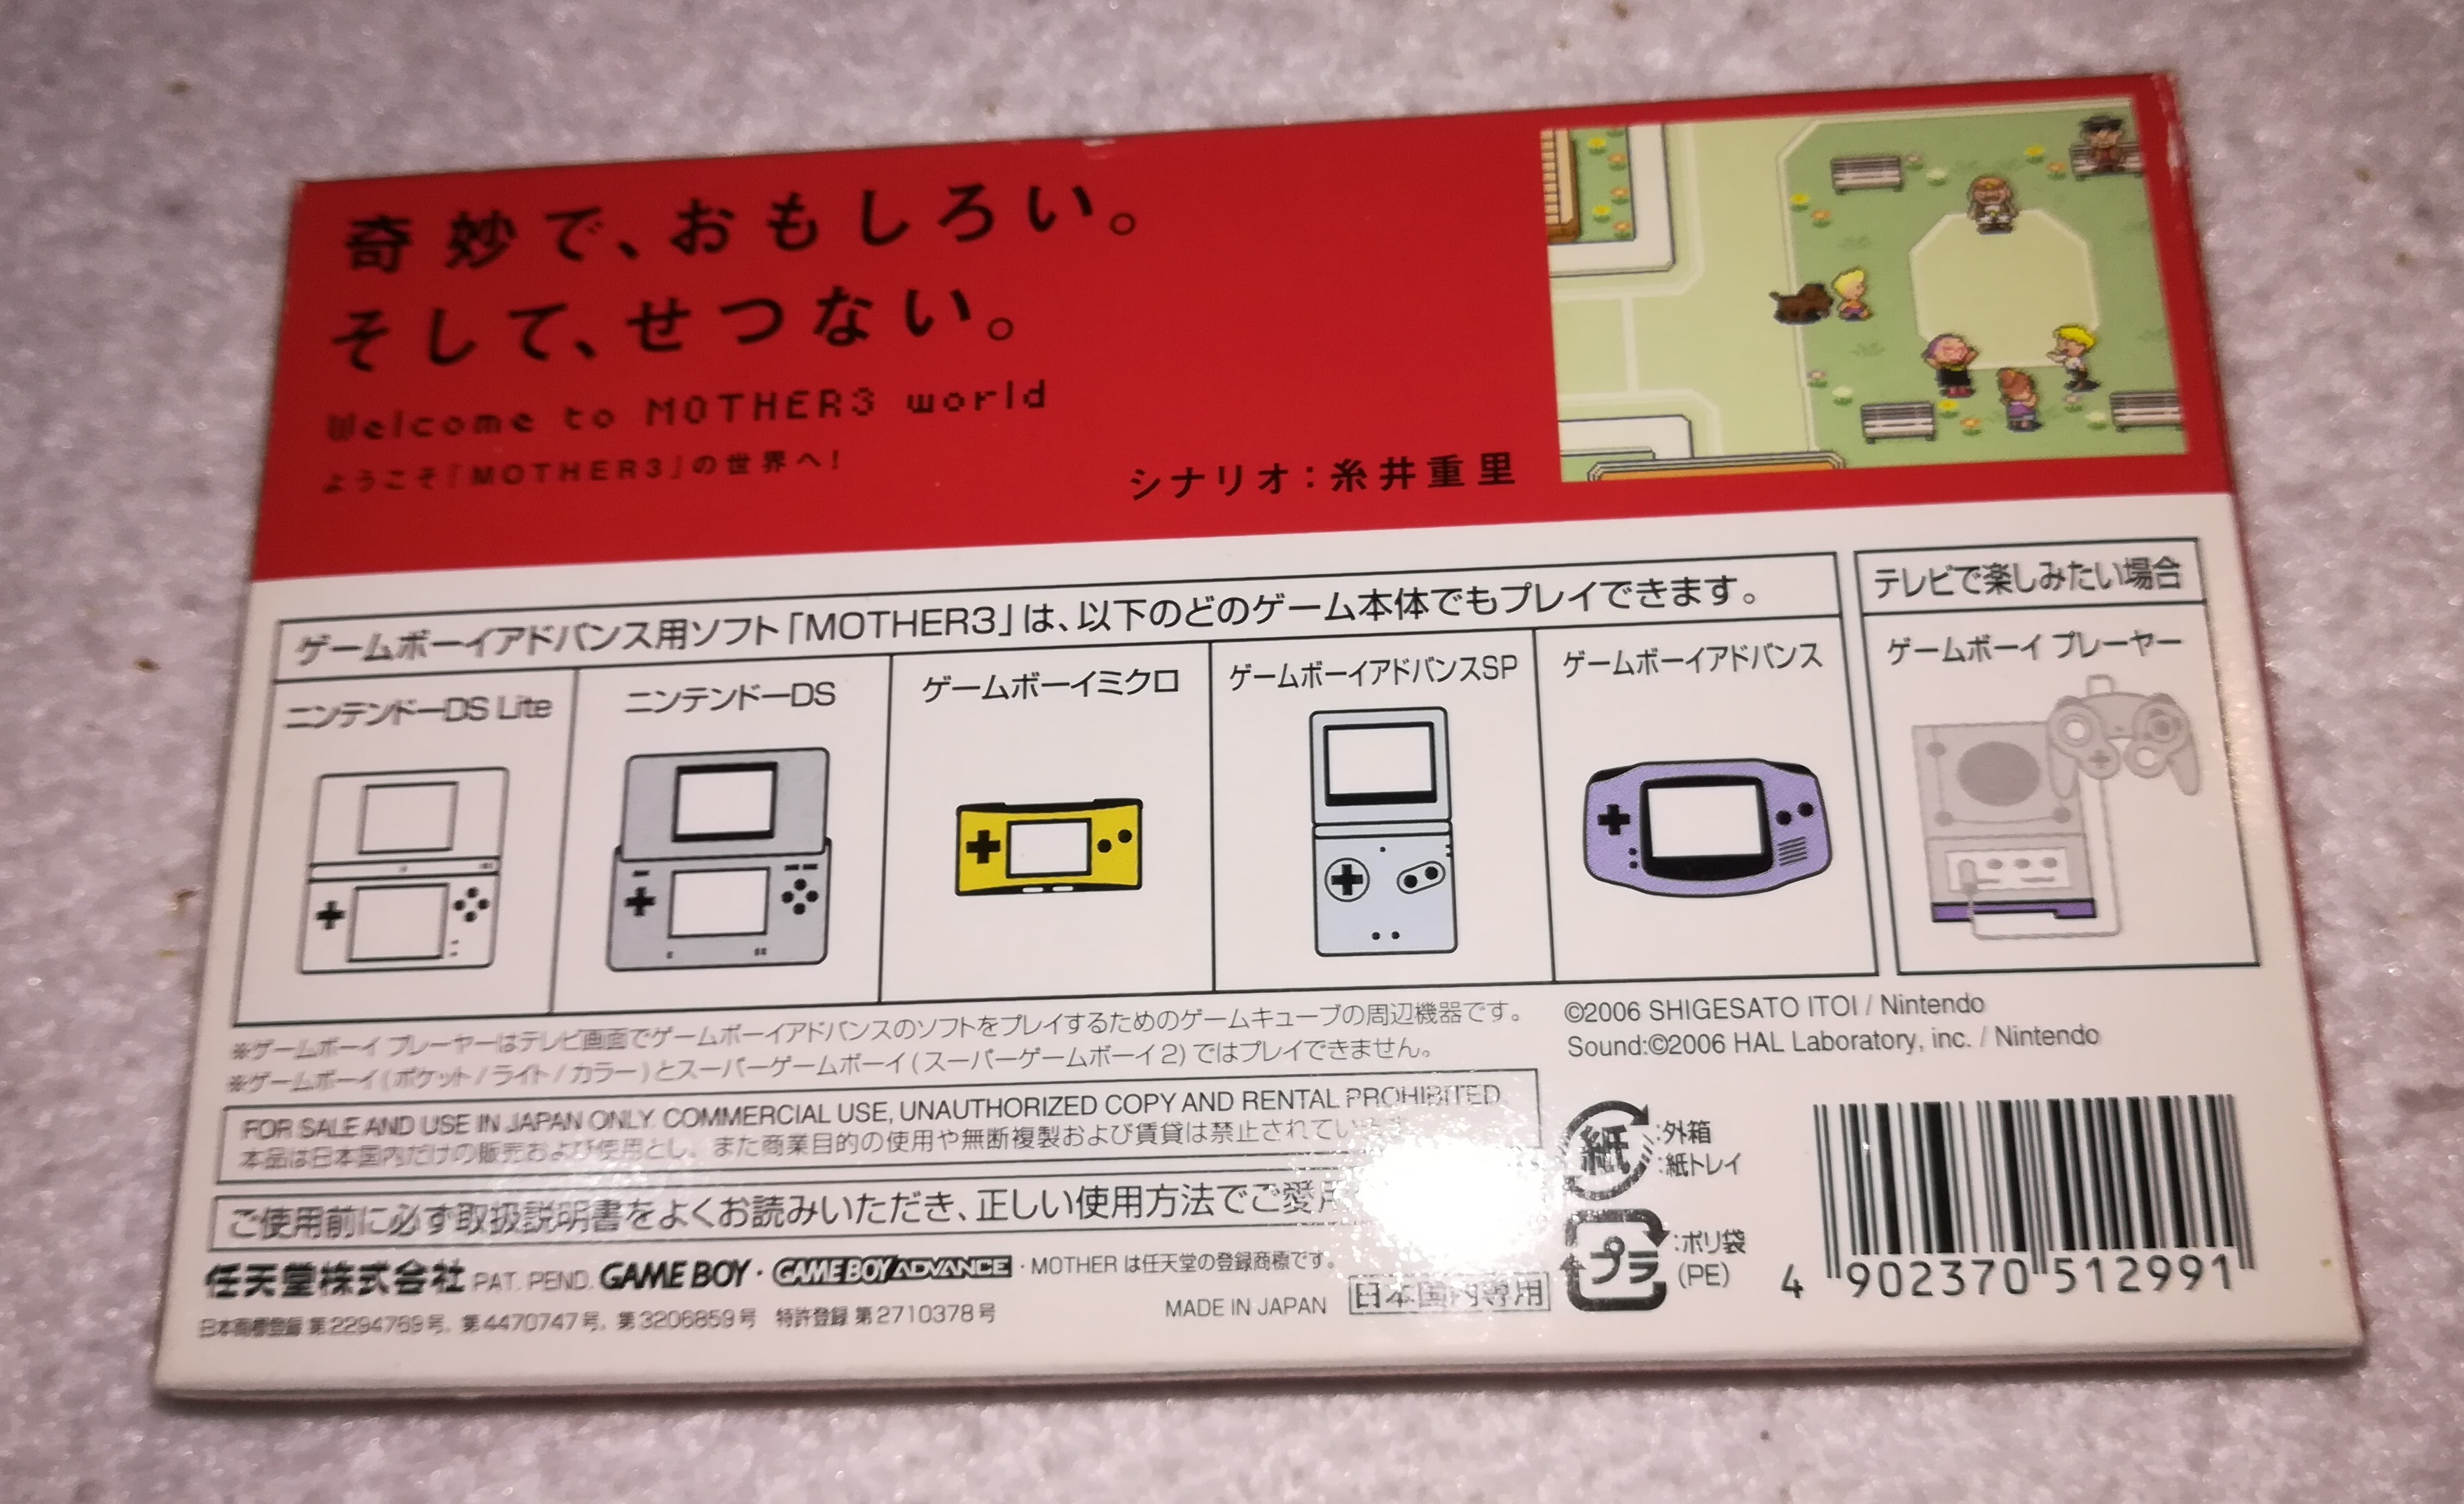 奇妙で、おもしろい。
そして、せつない。
Welcome to MOTHER3 world
ようこそ「MOTHER3」の世界へ!
シナリオ:糸井重里
ゲームボーイアドバンス用ソフト「MOTHER3」は、以下のどのゲーム本体でもプレイできます。
テレビで楽しみたい場合
ニンテンドーDS Lite
ニンテンドーDS
ゲームボーイミクロ
ゲームボーイアドバンスSP
ゲームボーイアドバンス
ゲームボーイ プレーヤー
※ゲームボーイ プレーヤーはテレビ画面でゲームボーイアドバンスのソフトをプレイするためのゲームキューブの周辺機器です。
※ゲームボーイ(ポケット/ライト/カラー)とスーパーゲームボーイ(スーパーゲームボーイ2)ではプレイできません。
©2006 SHIGESATO ITOI / Nintendo
Sound:©2006 HAL Laboratory, inc. / Nintendo
FOR SALE AND USE IN JAPAN ONLY. COMMERCIAL USE, UNAUTHORIZED COPY AND RENTAL PROHIBITED
本品は日本国内だけの販売および使用とし、また商業目的の使用や無断複製および賃貸は禁止されてい
ご使用前に必ず取扱説明書をよくお読みいただき、正しい使用方法でご愛
紙
:外箱
:紙トレイ
プラ
:ポリ袋
(PE)
任天堂株式会社 PAT. PEND. GAME BOY・GAME BOY ADVANCE・MOTHER は任天堂の登録商標です。
日本商標登録 第2294769号, 第4470747号, 第3206859号 特許登録 第2710378号
MADE IN JAPAN
日本国内専用
4 902370 512991